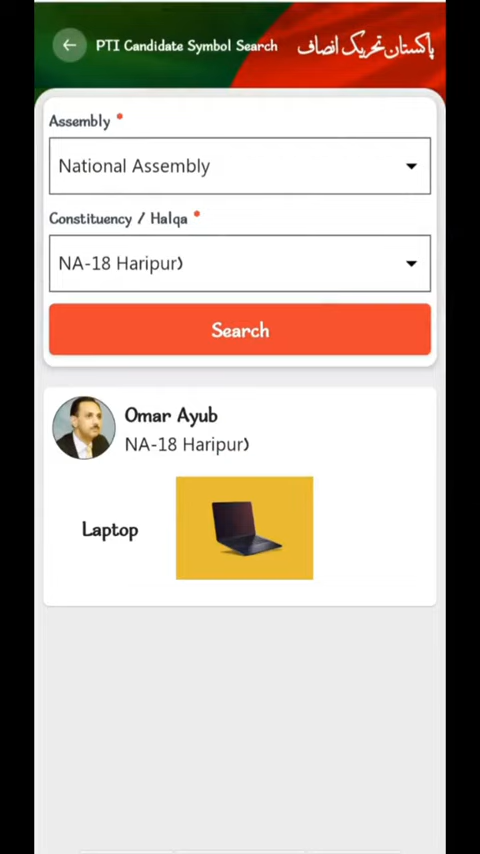 PTI Candidate Symbol Search
پاکستان تحریک انصاف
Assembly *
National Assembly
Constituency / Halqa *
NA-18 Haripur)
Search
Omar Ayub
NA-18 Haripur)
Laptop